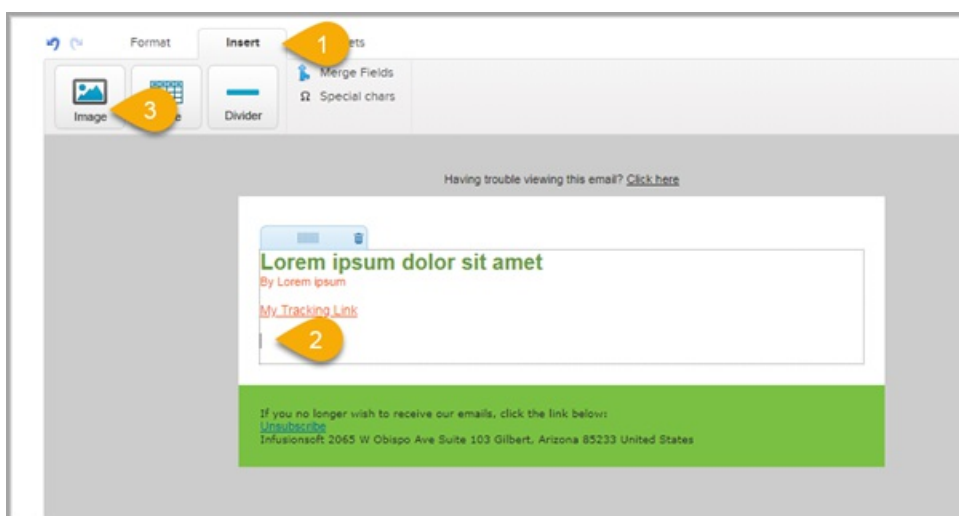 Format Insert 1 ets
Merge Fields
Ω Special chars
Image 3 e Divider
Having trouble viewing this email? Click here
Lorem ipsum dolor sit amet
By Lorem ipsum
My Tracking Link
2
If you no longer wish to receive our emails, click the link below:
Unsubscribe
Infusionsoft 2065 W Obispo Ave Suite 103 Gilbert, Arizona 85233 United States